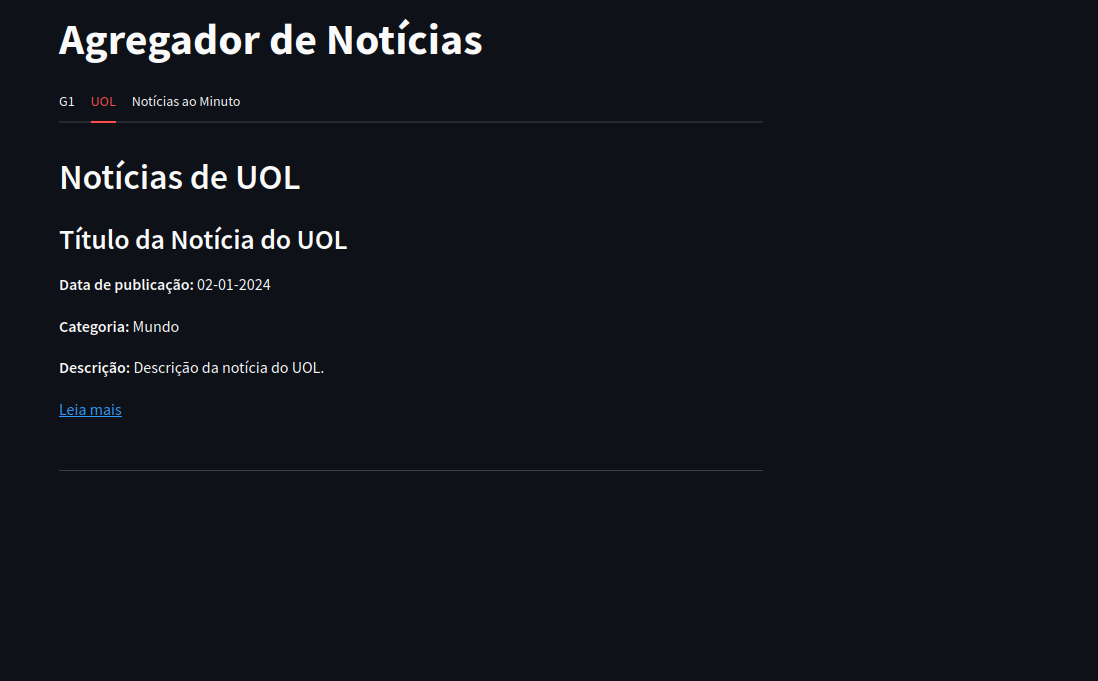 Agregador de Notícias
G1 UOL Notícias ao Minuto
Notícias de UOL
Título da Notícia do UOL
Data de publicação: 02-01-2024
Categoria: Mundo
Descrição: Descrição da notícia do UOL.
Leia mais